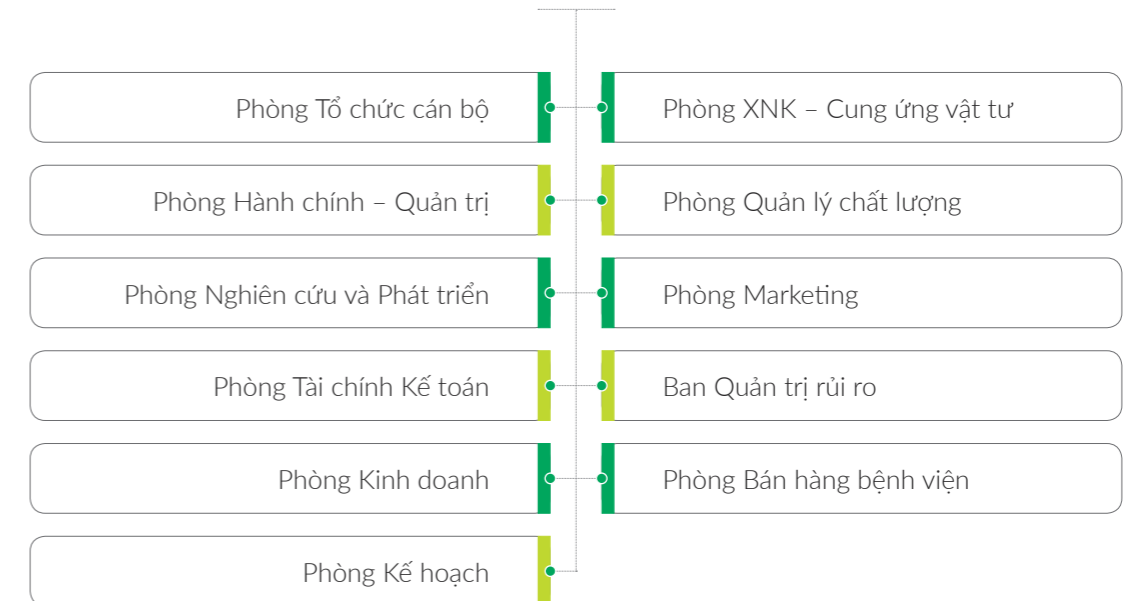 Phòng Tổ chức cán bộ
Phòng XNK – Cung ứng vật tư
Phòng Hành chính – Quản trị
Phòng Quản lý chất lượng
Phòng Nghiên cứu và Phát triển
Phòng Marketing
Phòng Tài chính Kế toán
Ban Quản trị rủi ro
Phòng Kinh doanh
Phòng Bán hàng bệnh viện
Phòng Kế hoạch